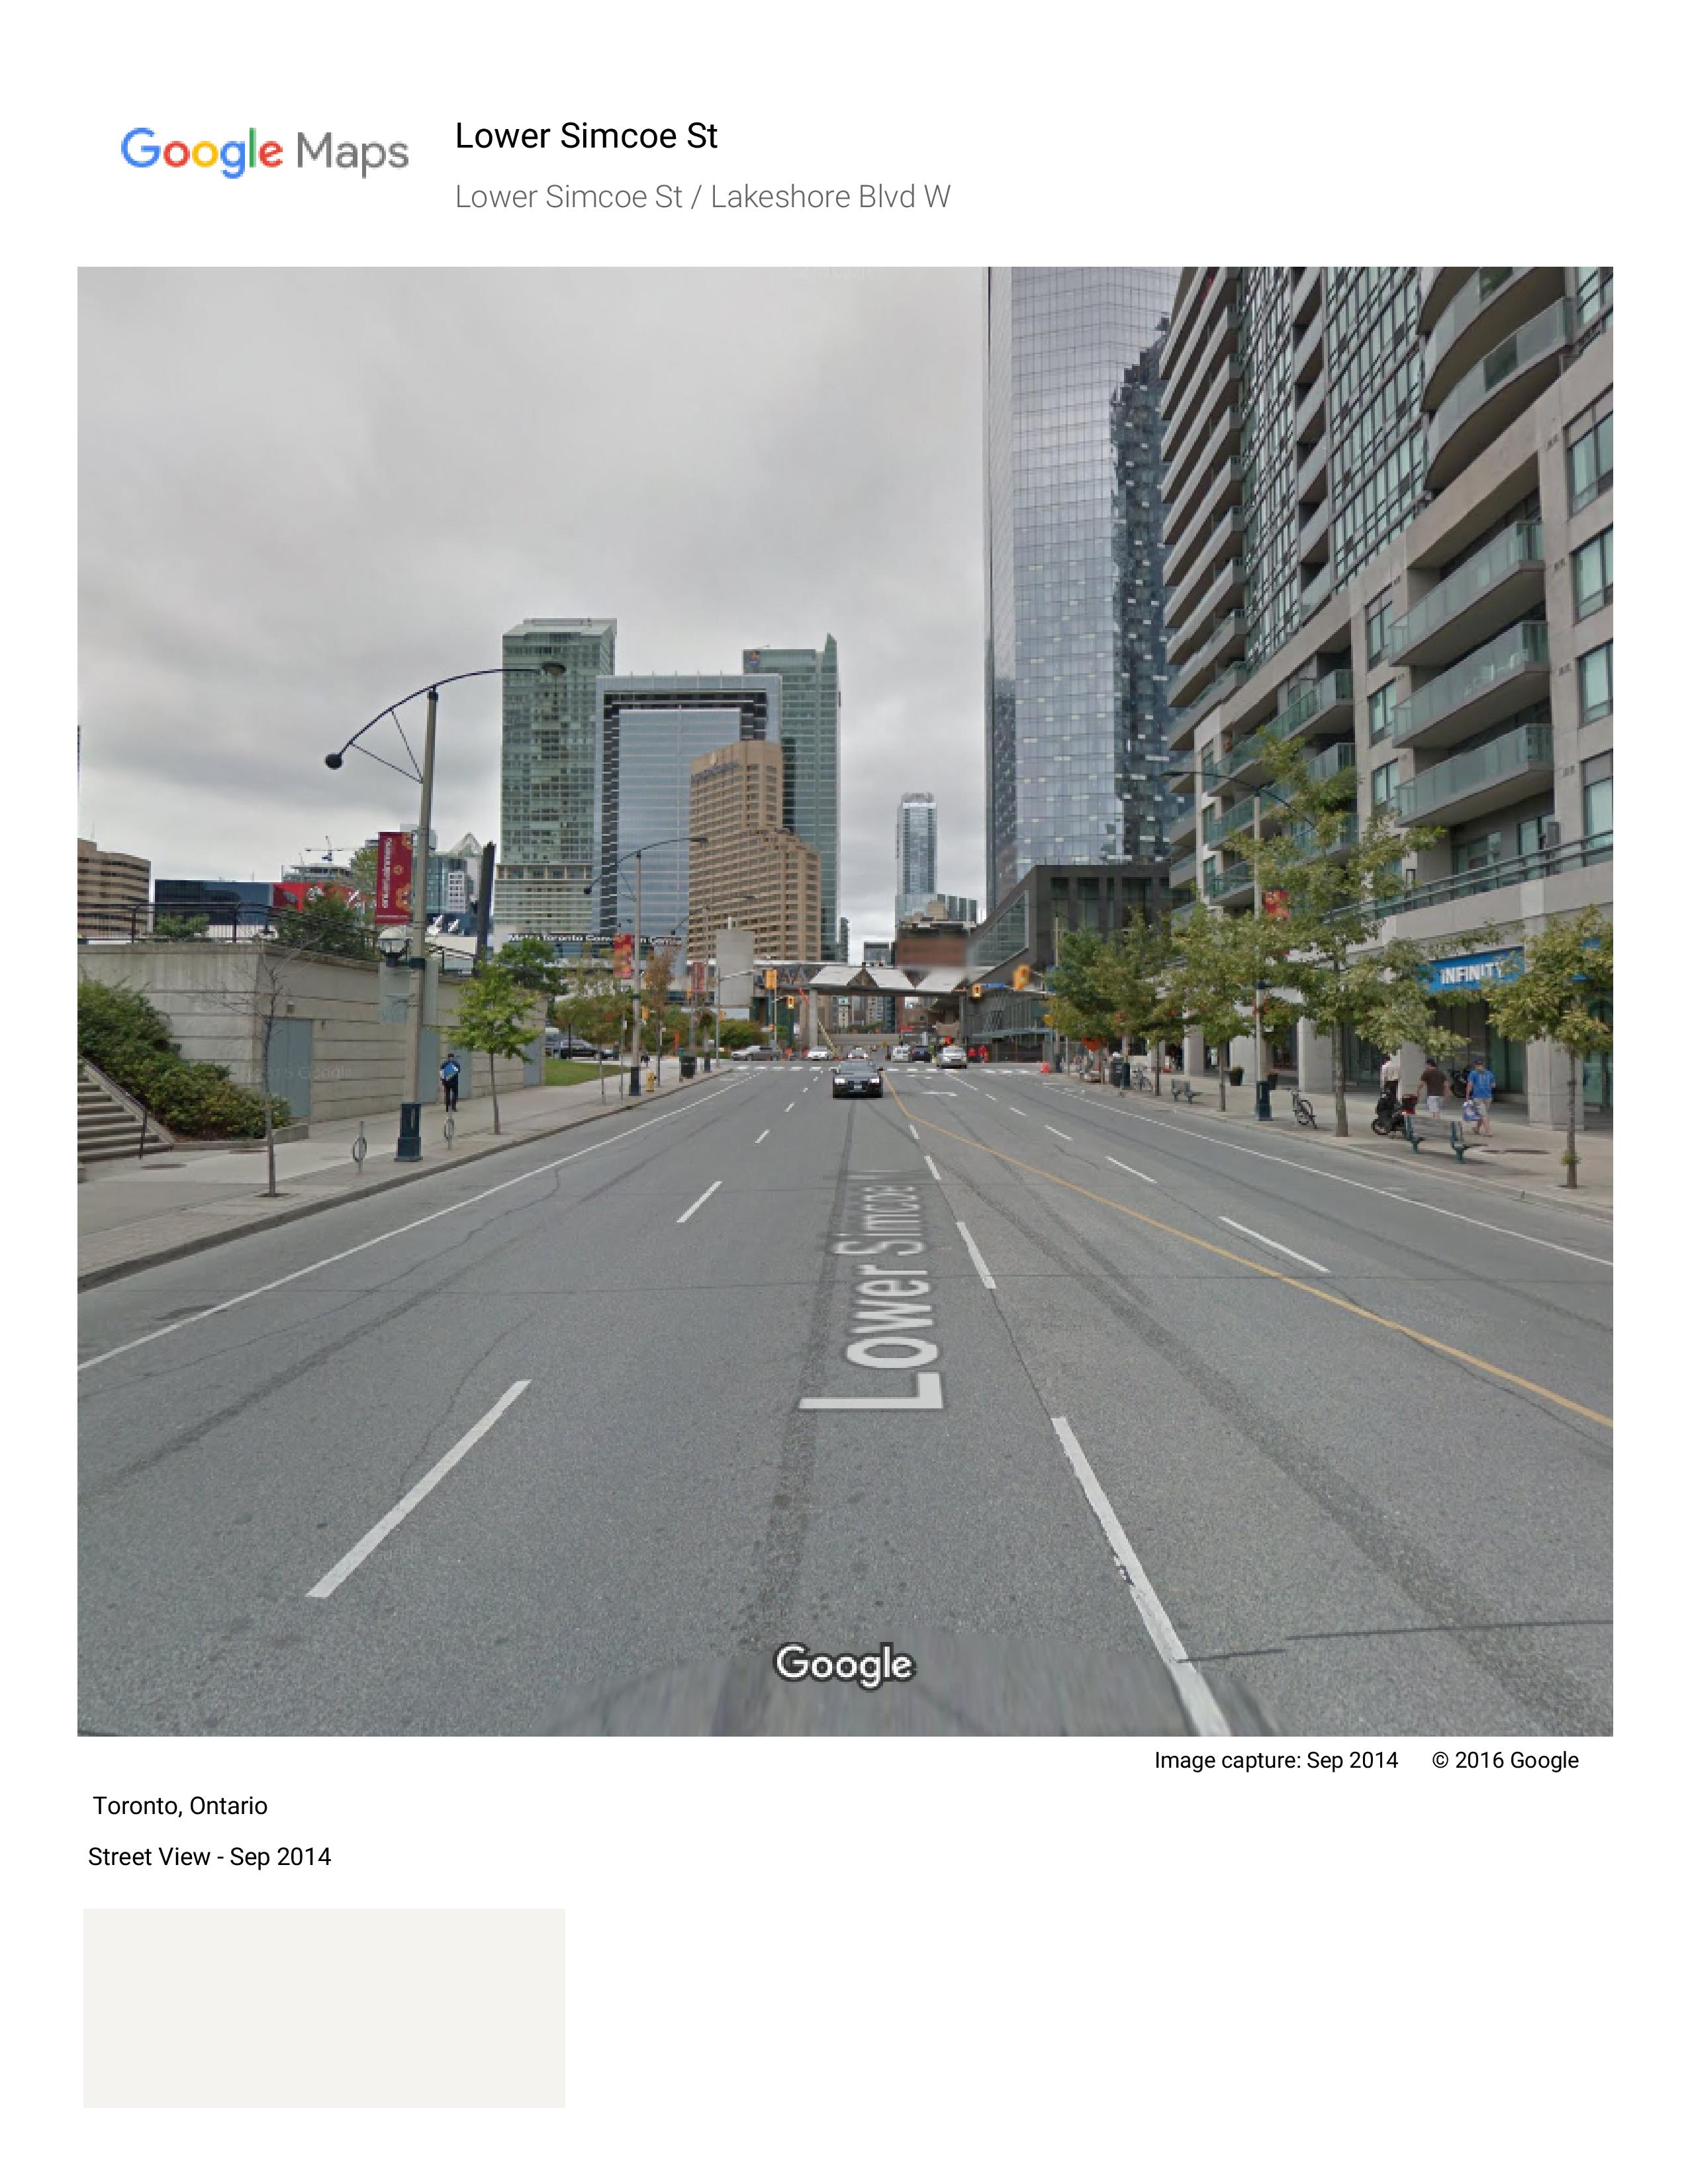 Google Maps
Lower Simcoe St
Lower Simcoe St / Lakeshore Blvd W
Toronto
INFINITY
Lower Simcoe
Google
Image capture: Sep 2014 © 2016 Google
Toronto, Ontario
Street View - Sep 2014